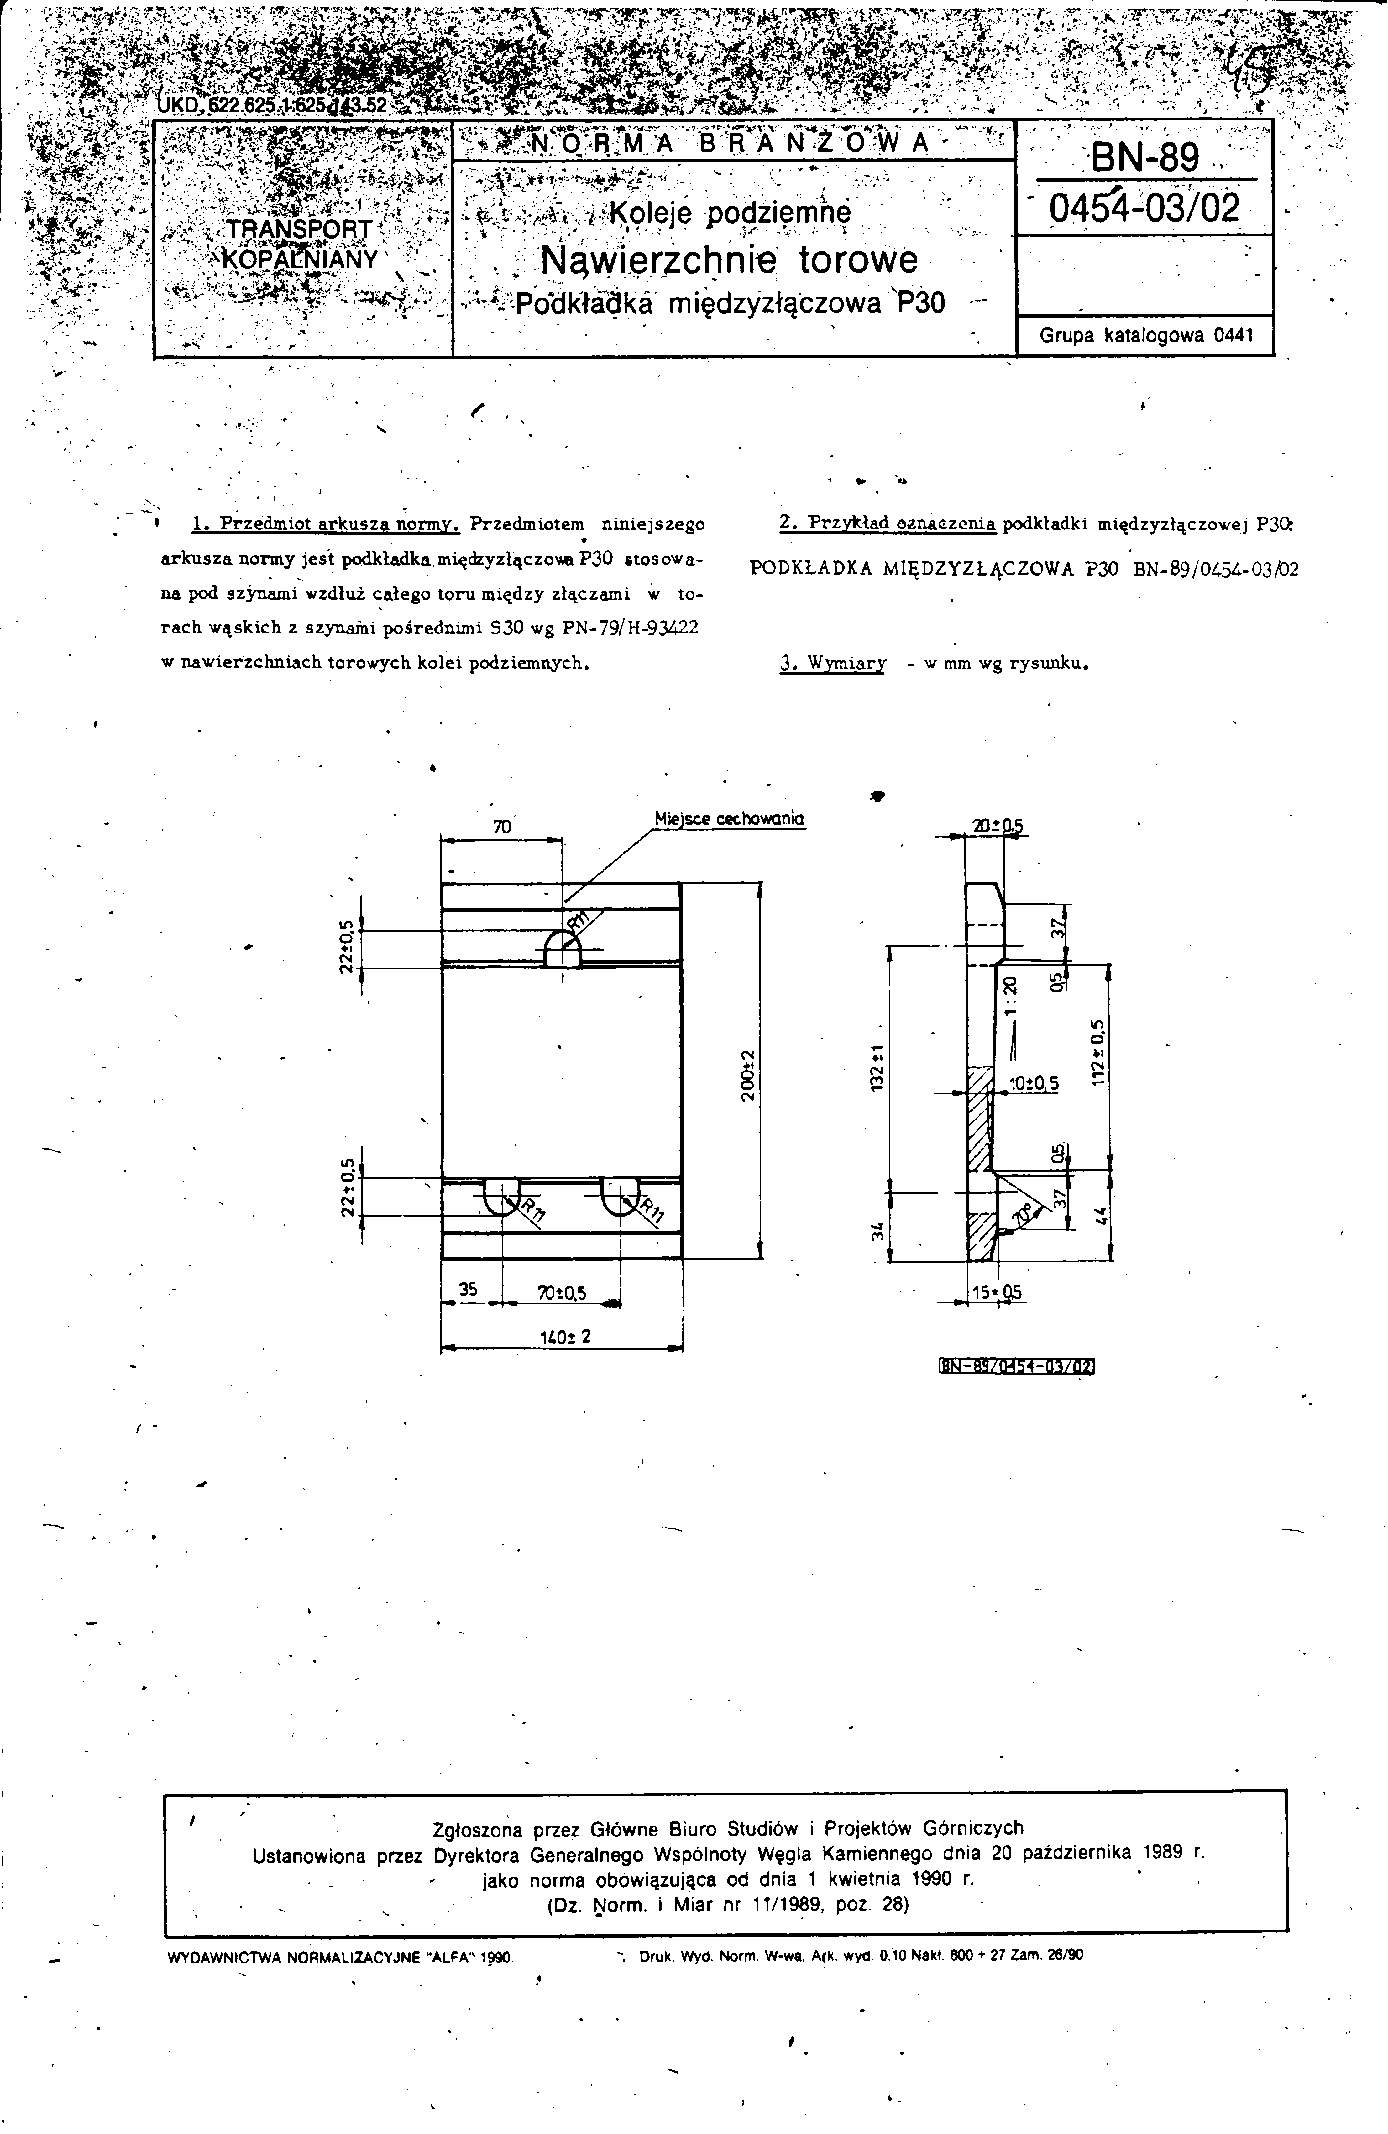 45
UKD. 622.625.1:625.143.52
TRANSPORT
KOPALNIANY
NORMA BRANŻOWA
Koleje podziemne
Nawierzchnie torowe
Podkładka międzyzłączowa P30
BN-89
0454-03/02
Grupa katalogowa 0441
1. Przedmiot arkusza normy. Przedmiotem niniejszego
arkusza normy jest podkładka międzyzłączowa P30 stosowa-
na pod szynami wzdłuż całego toru między złączami w to-
rach wąskich z szynami pośrednimi S30 wg PN-79/H-93422
w nawierzchniach torowych kolei podziemnych.
2. Przykład oznaczenia podkładki międzyzłączowej P30:
PODKŁADKA MIĘDZYZŁĄCZOWA P30 BN-89/0454-03/02
3. Wymiary - w mm wg rysunku.
70
Miejsce cechowania
R11
22±0,5
200±2
22±0,5
R11
R11
35
70±0,5
140±2
20±0,5
37
0,5
1:20
132±1
112±0,5
10±0,5
0,5
37
70°
44
34
15±0,5
BN-89/0454-03/02
Zgłoszona przez Główne Biuro Studiów i Projektów Górniczych
Ustanowiona przez Dyrektora Generalnego Wspólnoty Węgla Kamiennego dnia 20 października 1989 r.
jako norma obowiązująca od dnia 1 kwietnia 1990 r.
(Dz. Norm. i Miar nr 11/1989, poz. 28)
WYDAWNICTWA NORMALIZACYJNE "ALFA" 1990.
Druk. Wyd. Norm. W-wa. Ark. wyd. 0.10 Nakł. 800 + 27 Zam. 26/90